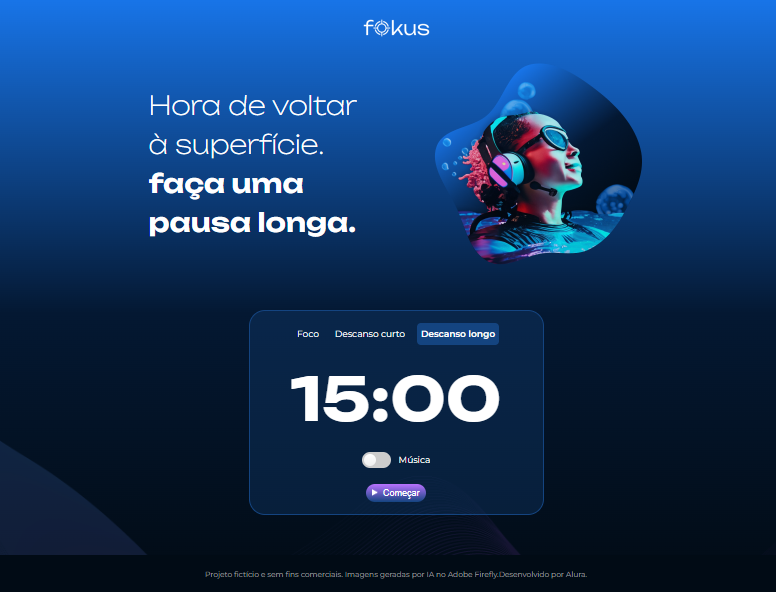 fokus
Hora de voltar
à superfície.
faça uma
pausa longa.
Foco Descanso curto Descanso longo
15:00
Música
Começar
Projeto fictício e sem fins comerciais. Imagens geradas por IA no Adobe Firefly.Desenvolvido por Alura.